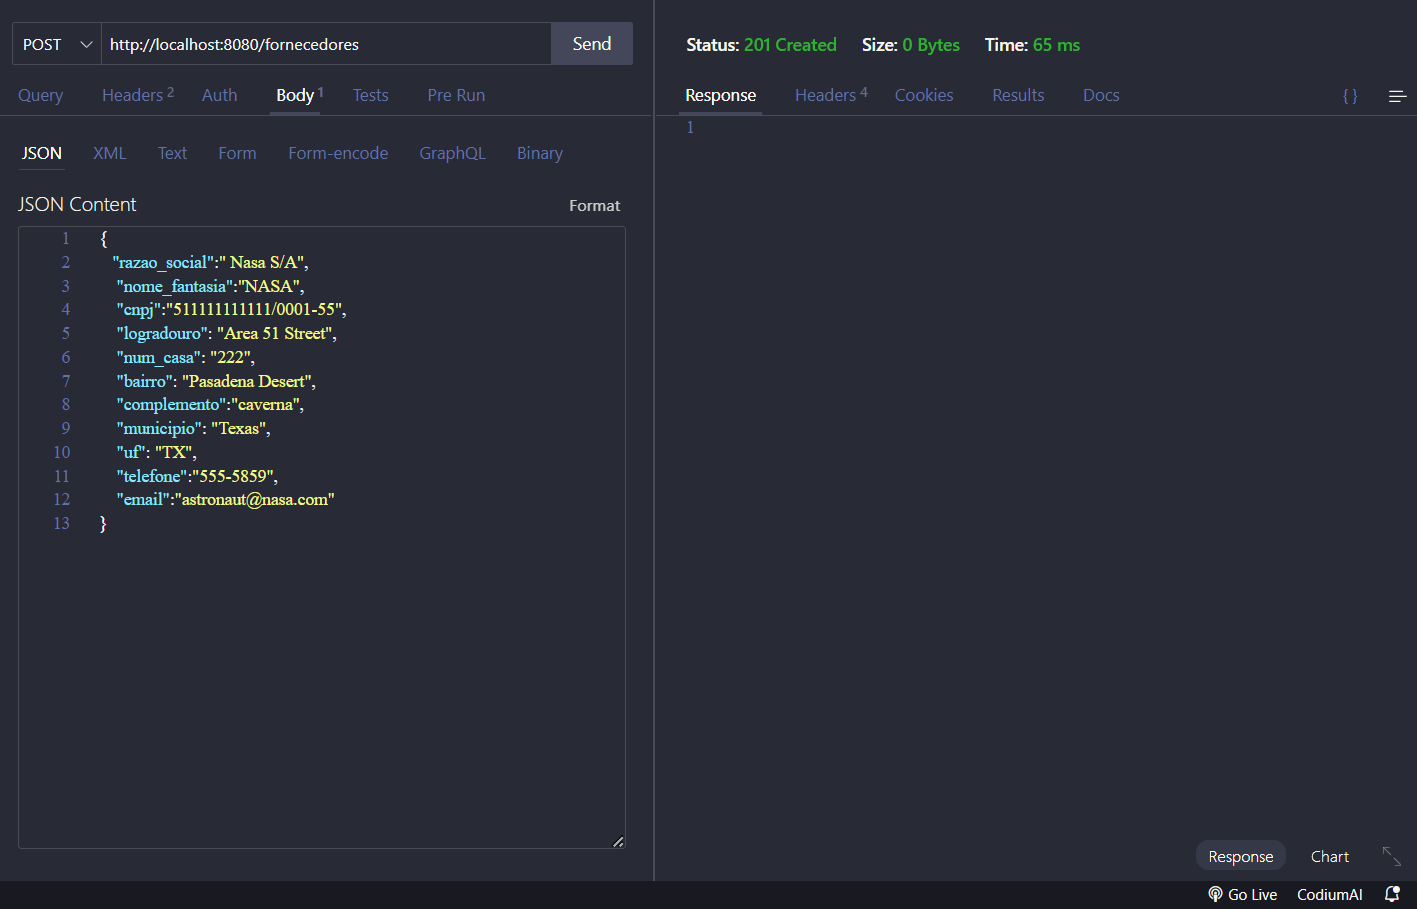 POST http://localhost:8080/fornecedores Send
Query Headers 2 Auth Body 1 Tests Pre Run
JSON XML Text Form Form-encode GraphQL Binary
JSON Content Format
1 {
2 "razao_social":" Nasa S/A",
3 "nome_fantasia":"NASA",
4 "cnpj":"511111111111/0001-55",
5 "logradouro": "Area 51 Street",
6 "num_casa": "222",
7 "bairro": "Pasadena Desert",
8 "complemento":"caverna",
9 "municipio": "Texas",
10 "uf": "TX",
11 "telefone":"555-5859",
12 "email":"astronaut@nasa.com"
13 }
Status: 201 Created Size: 0 Bytes Time: 65 ms
Response Headers 4 Cookies Results Docs { }
1
Response Chart
Go Live CodiumAI